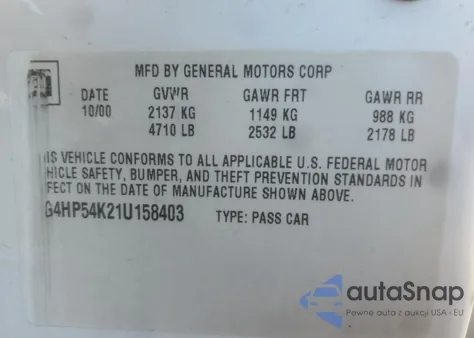 GM
MFD BY GENERAL MOTORS CORP
DATE GVWR GAWR FRT GAWR RR
10/00 2137 KG 1149 KG 988 KG
4710 LB 2532 LB 2178 LB
IS VEHICLE CONFORMS TO ALL APPLICABLE U.S. FEDERAL MOTOR
HICLE SAFETY, BUMPER, AND THEFT PREVENTION STANDARDS IN
FECT ON THE DATE OF MANUFACTURE SHOWN ABOVE.
G4HP54K21U158403 TYPE: PASS CAR
autoSnap
Pewne auta z aukcji USA - EU